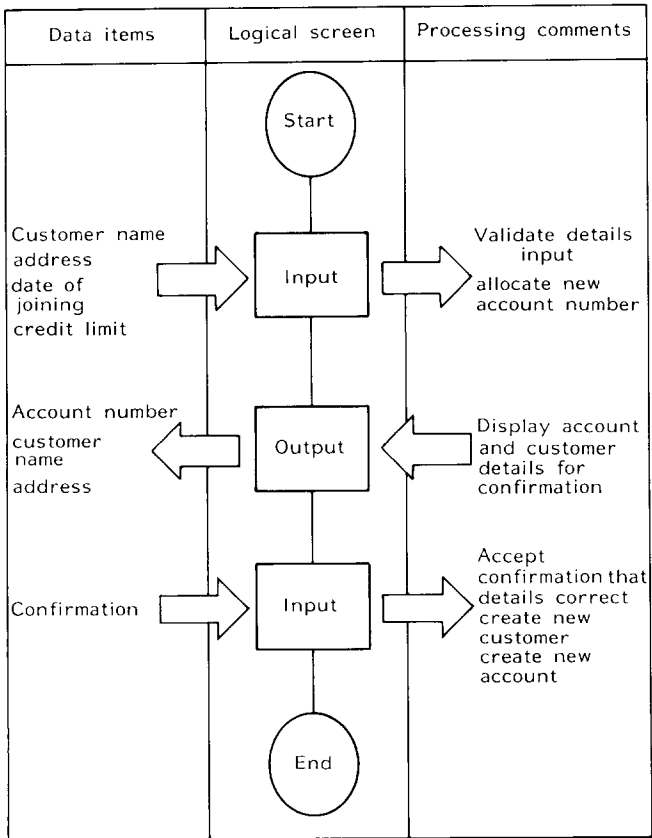 Data items
Logical screen
Processing comments
Start
Customer name
address
date of
joining
credit limit
Input
Validate details
input
allocate new
account number
Account number
customer
name
address
Output
Display account
and customer
details for
confirmation
Confirmation
Input
Accept
confirmation that
details correct
create new
customer
create new
account
End